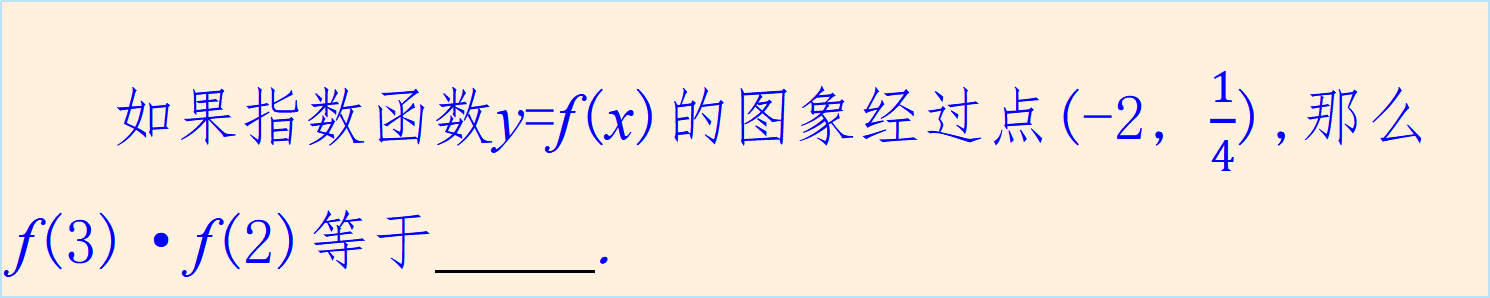 如果指数函数y=f(x)的图象经过点(-2, 1/4),那么
f(3)·f(2)等于______.